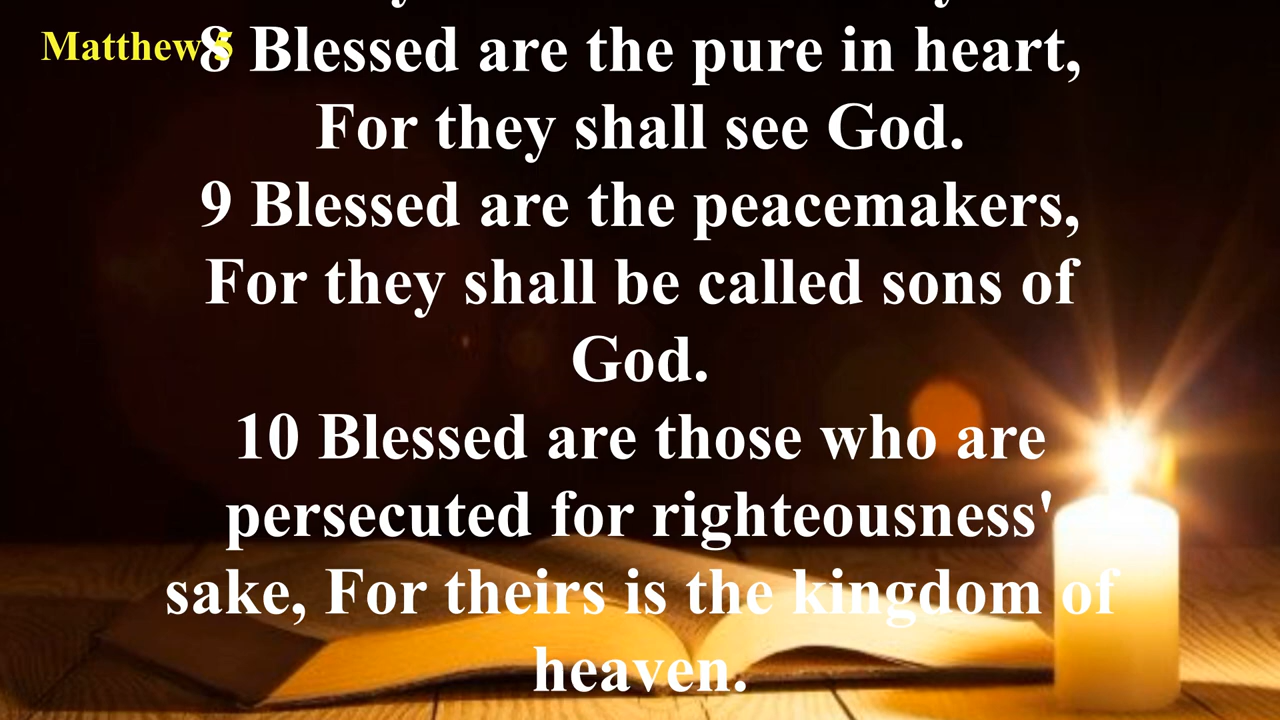 Matthew 5
8 Blessed are the pure in heart,
For they shall see God.
9 Blessed are the peacemakers,
For they shall be called sons of
God.
10 Blessed are those who are
persecuted for righteousness'
sake, For theirs is the kingdom of
heaven.